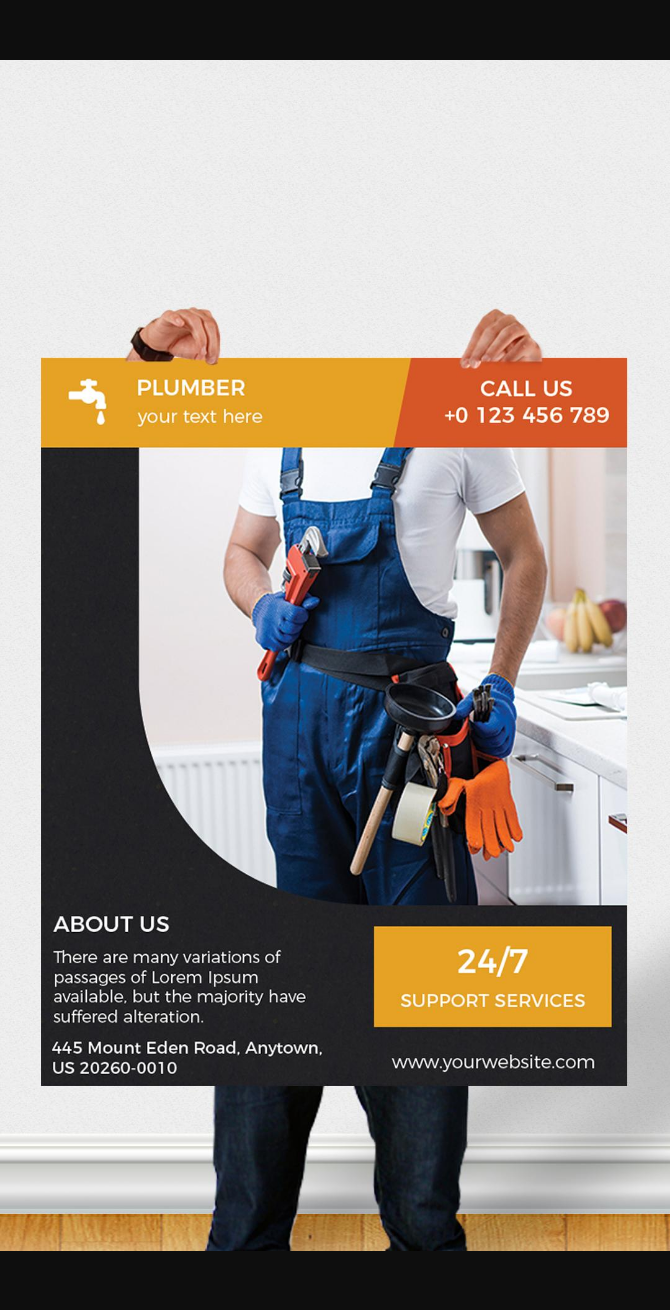 PLUMBER
your text here
CALL US
+0 123 456 789
ABOUT US
There are many variations of
passages of Lorem Ipsum
available, but the majority have
suffered alteration.
445 Mount Eden Road, Anytown,
US 20260-0010
24/7
SUPPORT SERVICES
www.yourwebsite.com